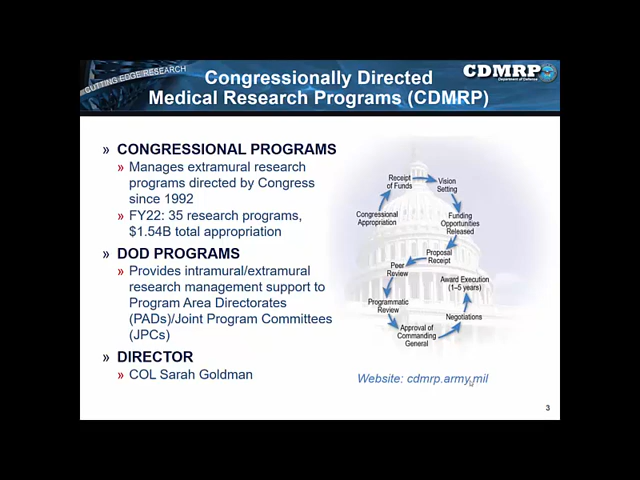 CUTTING EDGE RESEARCH
Congressionally Directed
Medical Research Programs (CDMRP)
CDMRP
Department of Defense
» CONGRESSIONAL PROGRAMS
» Manages extramural research
programs directed by Congress
since 1992
» FY22: 35 research programs,
$1.54B total appropriation
» DOD PROGRAMS
» Provides intramural/extramural
research management support to
Program Area Directorates
(PADs)/Joint Program Committees
(JPCs)
» DIRECTOR
» COL Sarah Goldman
Receipt
of Funds
Vision
Setting
Congressional
Appropriation
Funding
Opportunities
Released
Proposal
Receipt
Peer
Review
Award Execution
(1–5 years)
Programmatic
Review
Negotiations
Approval of
Commanding
General
Website: cdmrp.army.mil
3